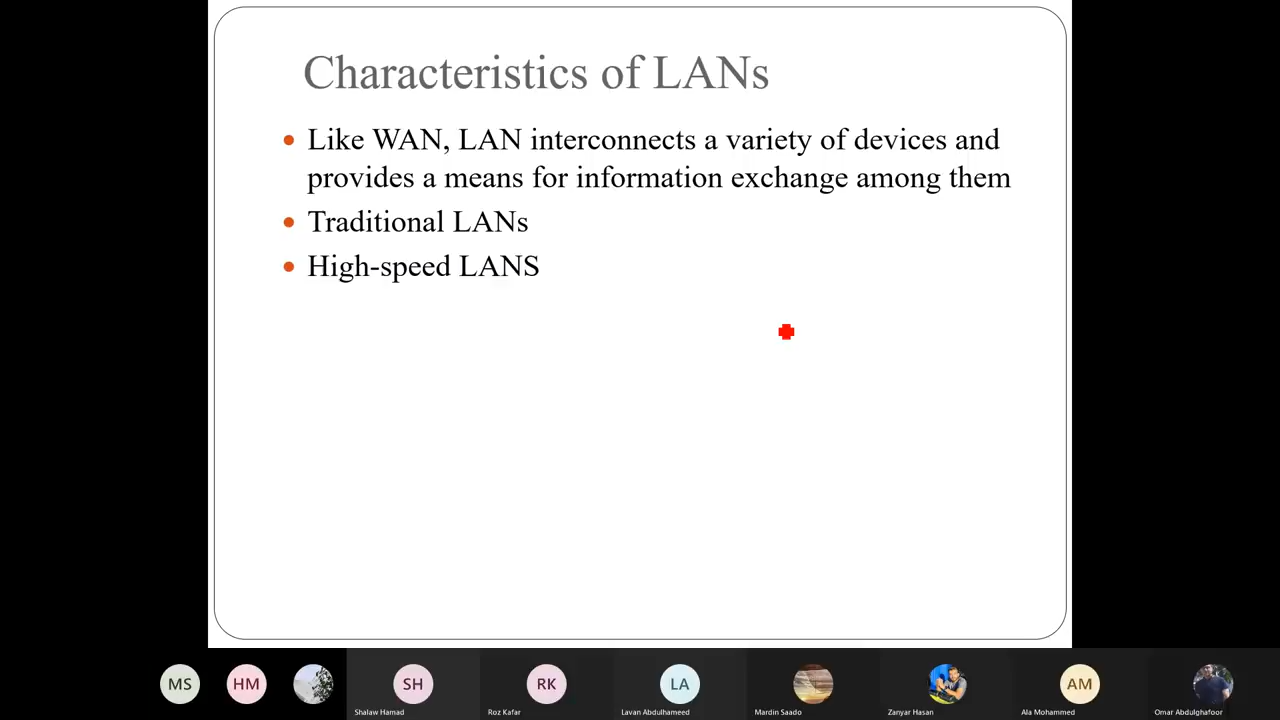 Characteristics of LANs
Like WAN, LAN interconnects a variety of devices and
provides a means for information exchange among them
Traditional LANs
High-speed LANS
MS
HM
SH
RK
LA
AM
Shalaw Hamad
Roz Kafar
Lavan Abdulhameed
Mardin Saado
Zanyar Hasan
Ala Mohammed
Omar Abdulghafoor